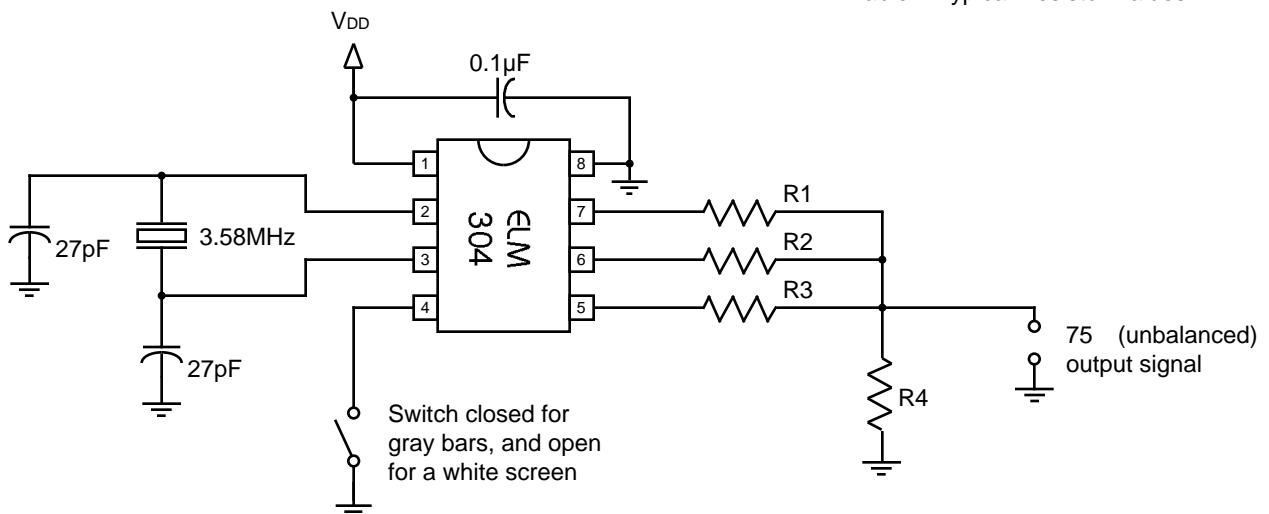 VDD
0.1µF
1
8
2
7
R1
3.58MHz
27pF
ELM
304
3
6
R2
4
5
R3
27pF
R4
75 (unbalanced)
output signal
Switch closed for
gray bars, and open
for a white screen